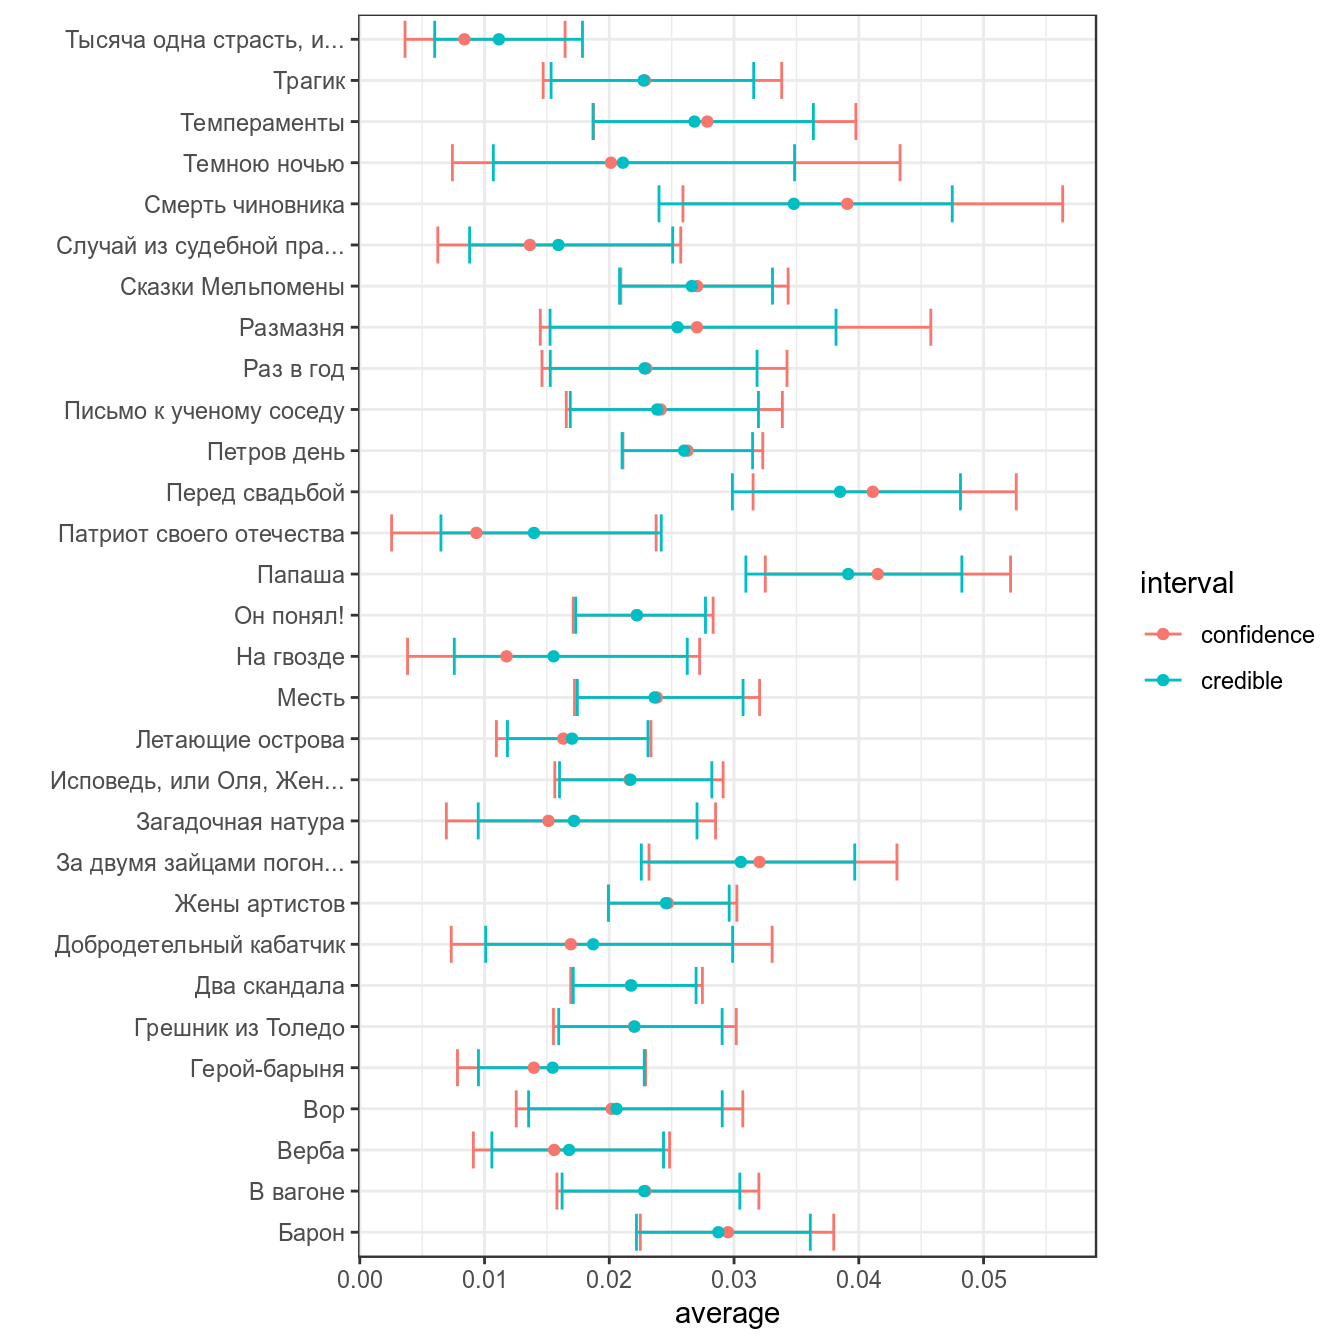 Тысяча одна страсть, и...
Трагик
Темпераменты
Темною ночью
Смерть чиновника
Случай из судебной пра...
Сказки Мельпомены
Размазня
Раз в год
Письмо к ученому соседу
Петров день
Перед свадьбой
Патриот своего отечества
Папаша
Он понял!
На гвозде
Месть
Летающие острова
Исповедь, или Оля, Жен...
Загадочная натура
За двумя зайцами погон...
Жены артистов
Добродетельный кабатчик
Два скандала
Грешник из Толедо
Герой-барыня
Вор
Верба
В вагоне
Барон
0.00 0.01 0.02 0.03 0.04 0.05
average
interval
confidence
credible